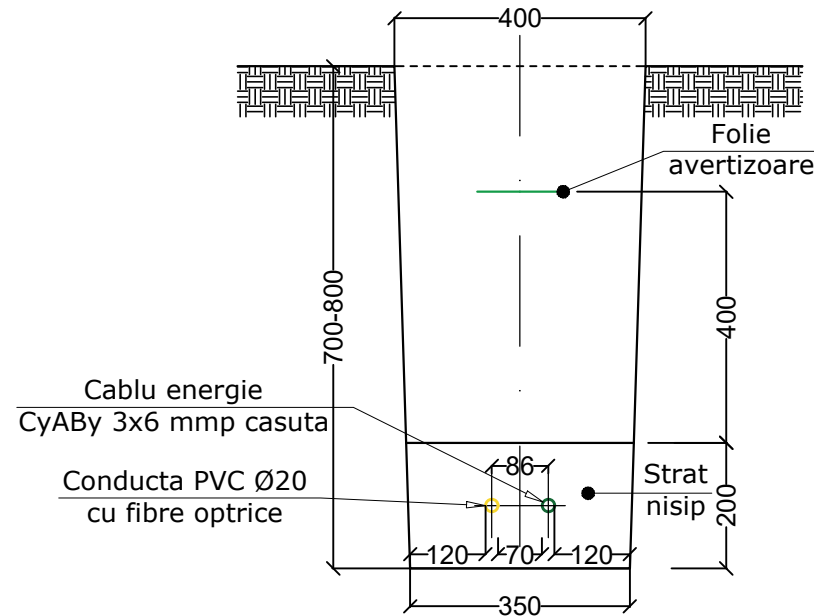 400
Folie
avertizoare
700-800
400
Cablu energie
CyABy 3x6 mmp casuta
86
Conducta PVC Ø20
cu fibre optrice
Strat
nisip
200
120
70
120
350